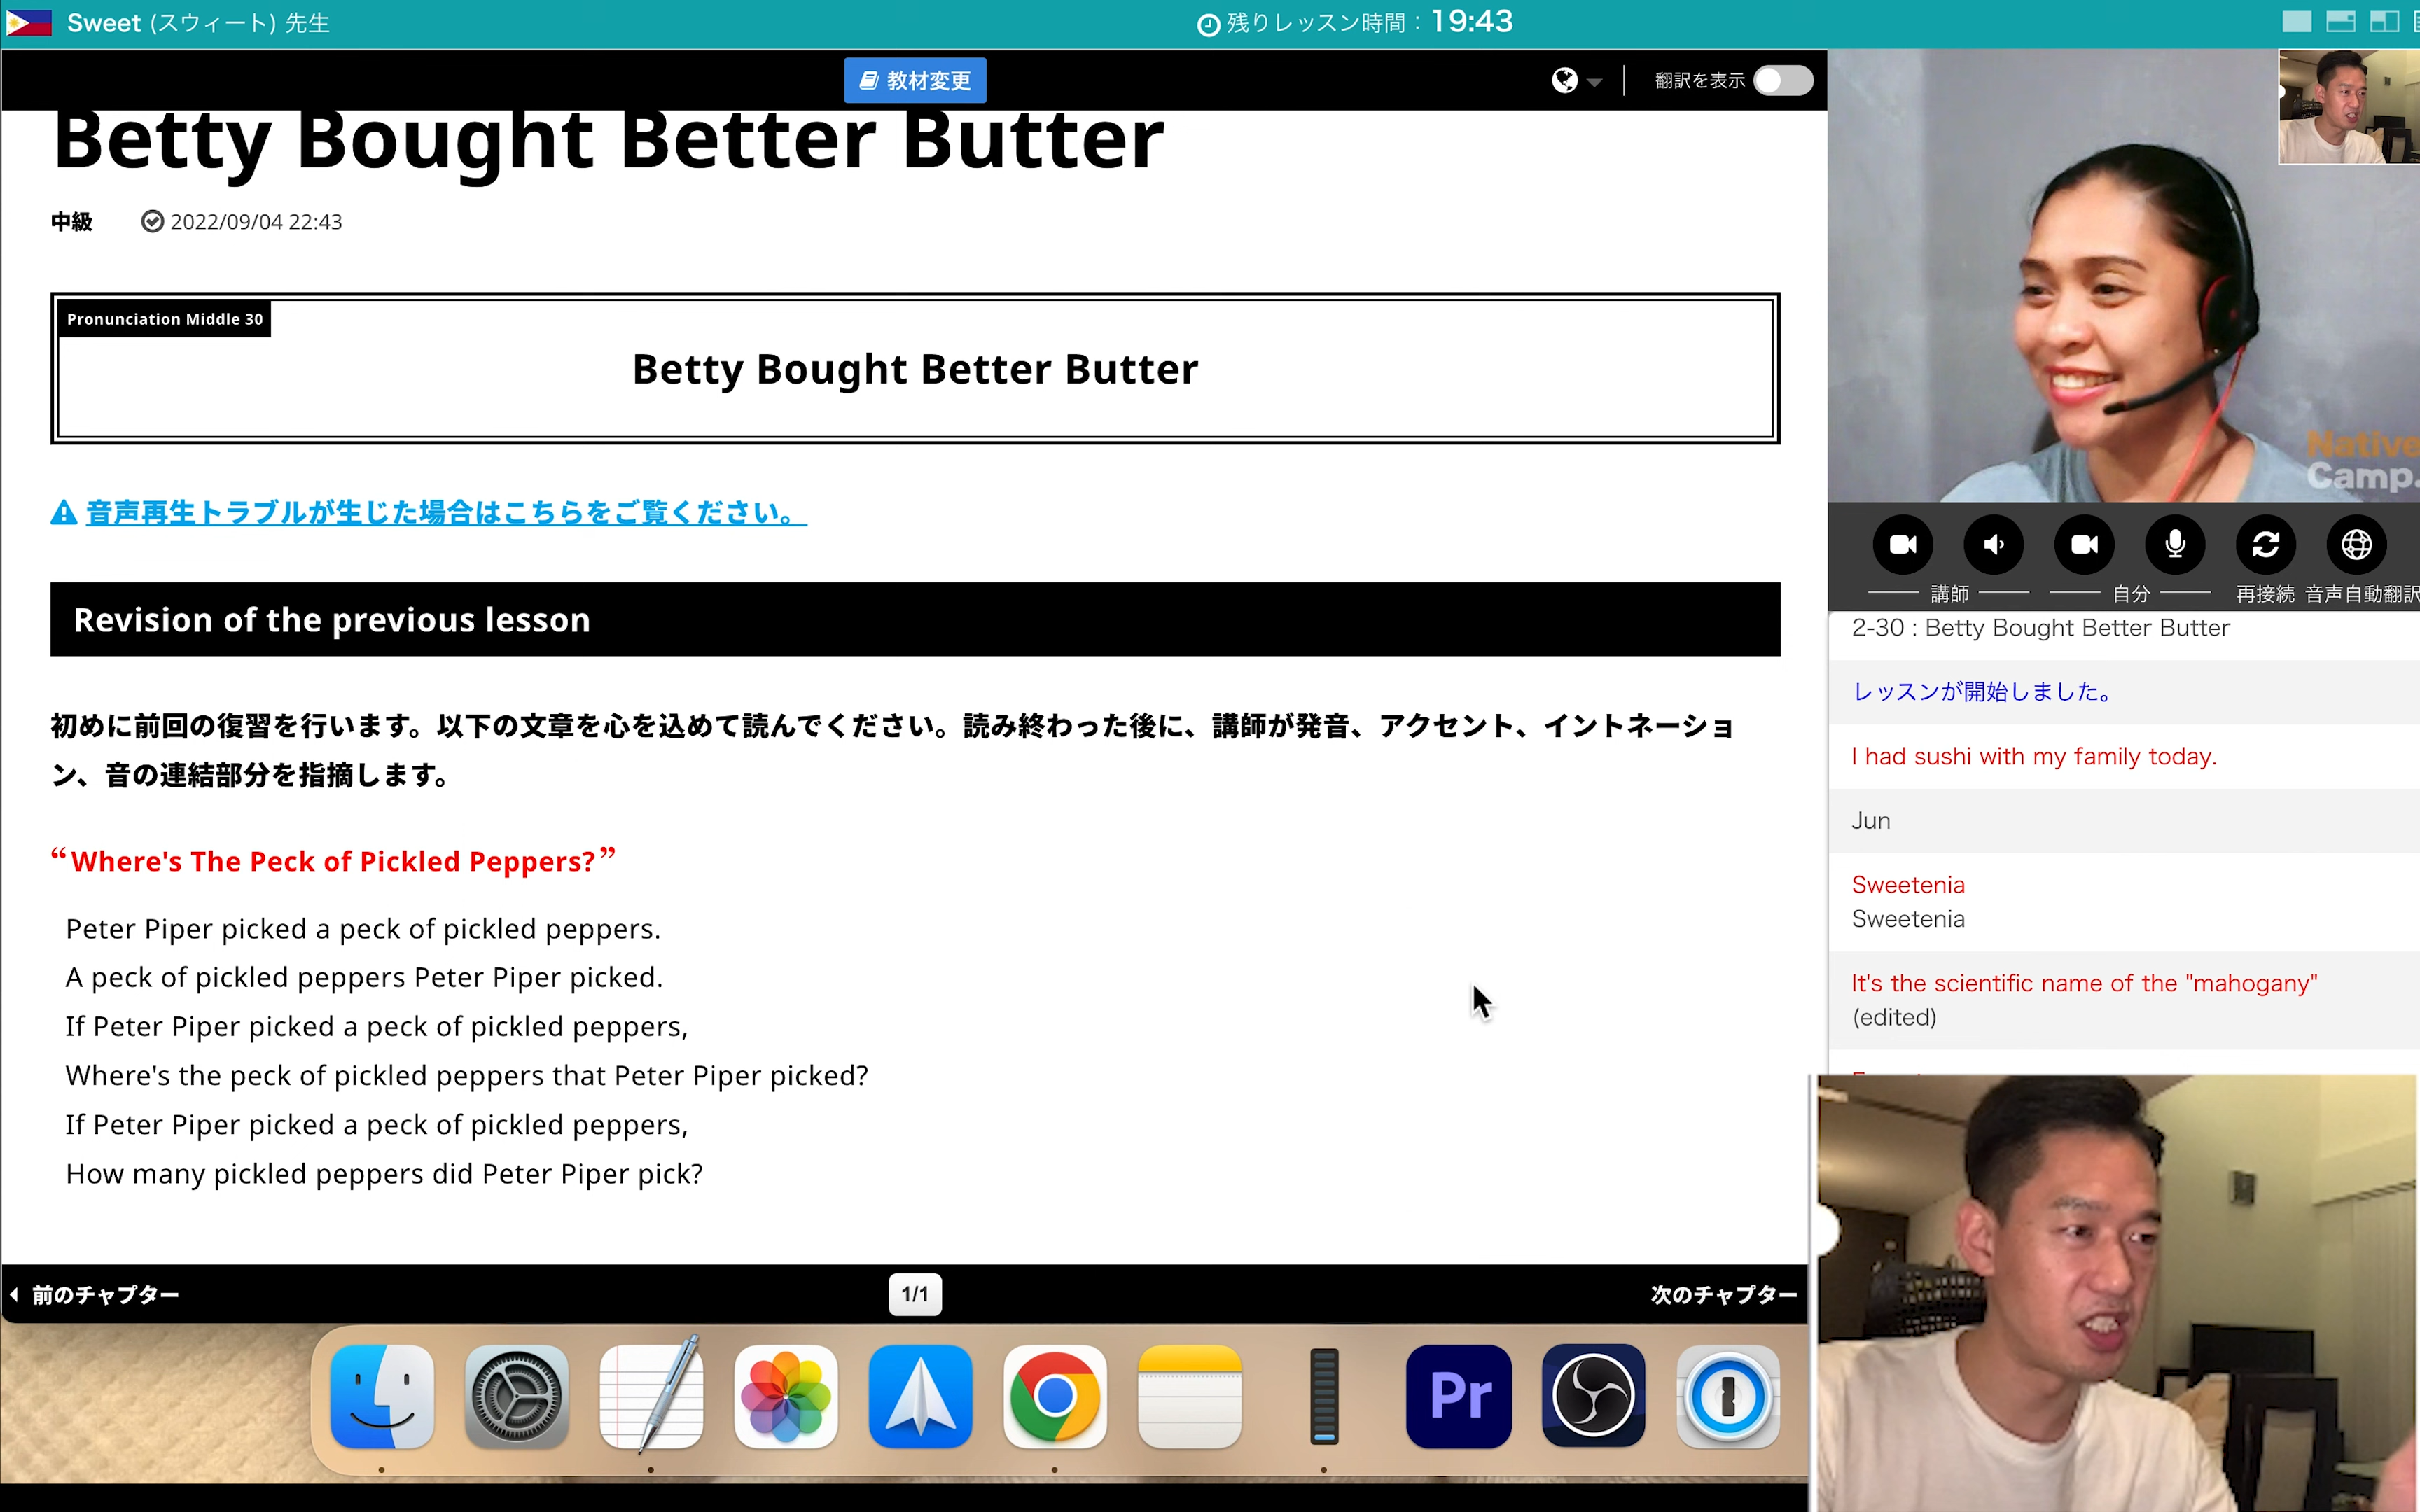 Sweet (スウィート) 先生
残りレッスン時間 : 19:43
教材変更
翻訳を表示
Betty Bought Better Butter
中級
2022/09/04 22:43
Pronunciation Middle 30
Betty Bought Better Butter
音声再生トラブルが生じた場合はこちらをご覧ください。
Revision of the previous lesson
初めに前回の復習を行います。以下の文章を心を込めて読んでください。読み終わった後に、講師が発音、アクセント、イントネーショ
ン、音の連結部分を指摘します。
“Where's The Peck of Pickled Peppers?”
Peter Piper picked a peck of pickled peppers.
A peck of pickled peppers Peter Piper picked.
If Peter Piper picked a peck of pickled peppers,
Where's the peck of pickled peppers that Peter Piper picked?
If Peter Piper picked a peck of pickled peppers,
How many pickled peppers did Peter Piper pick?
前のチャプター
1/1
次のチャプター
Native
Camp.
講師
自分
再接続
音声自動翻訳
2-30 : Betty Bought Better Butter
レッスンが開始しました。
I had sushi with my family today.
Jun
Sweetenia
Sweetenia
It's the scientific name of the "mahogany"
(edited)
Pr